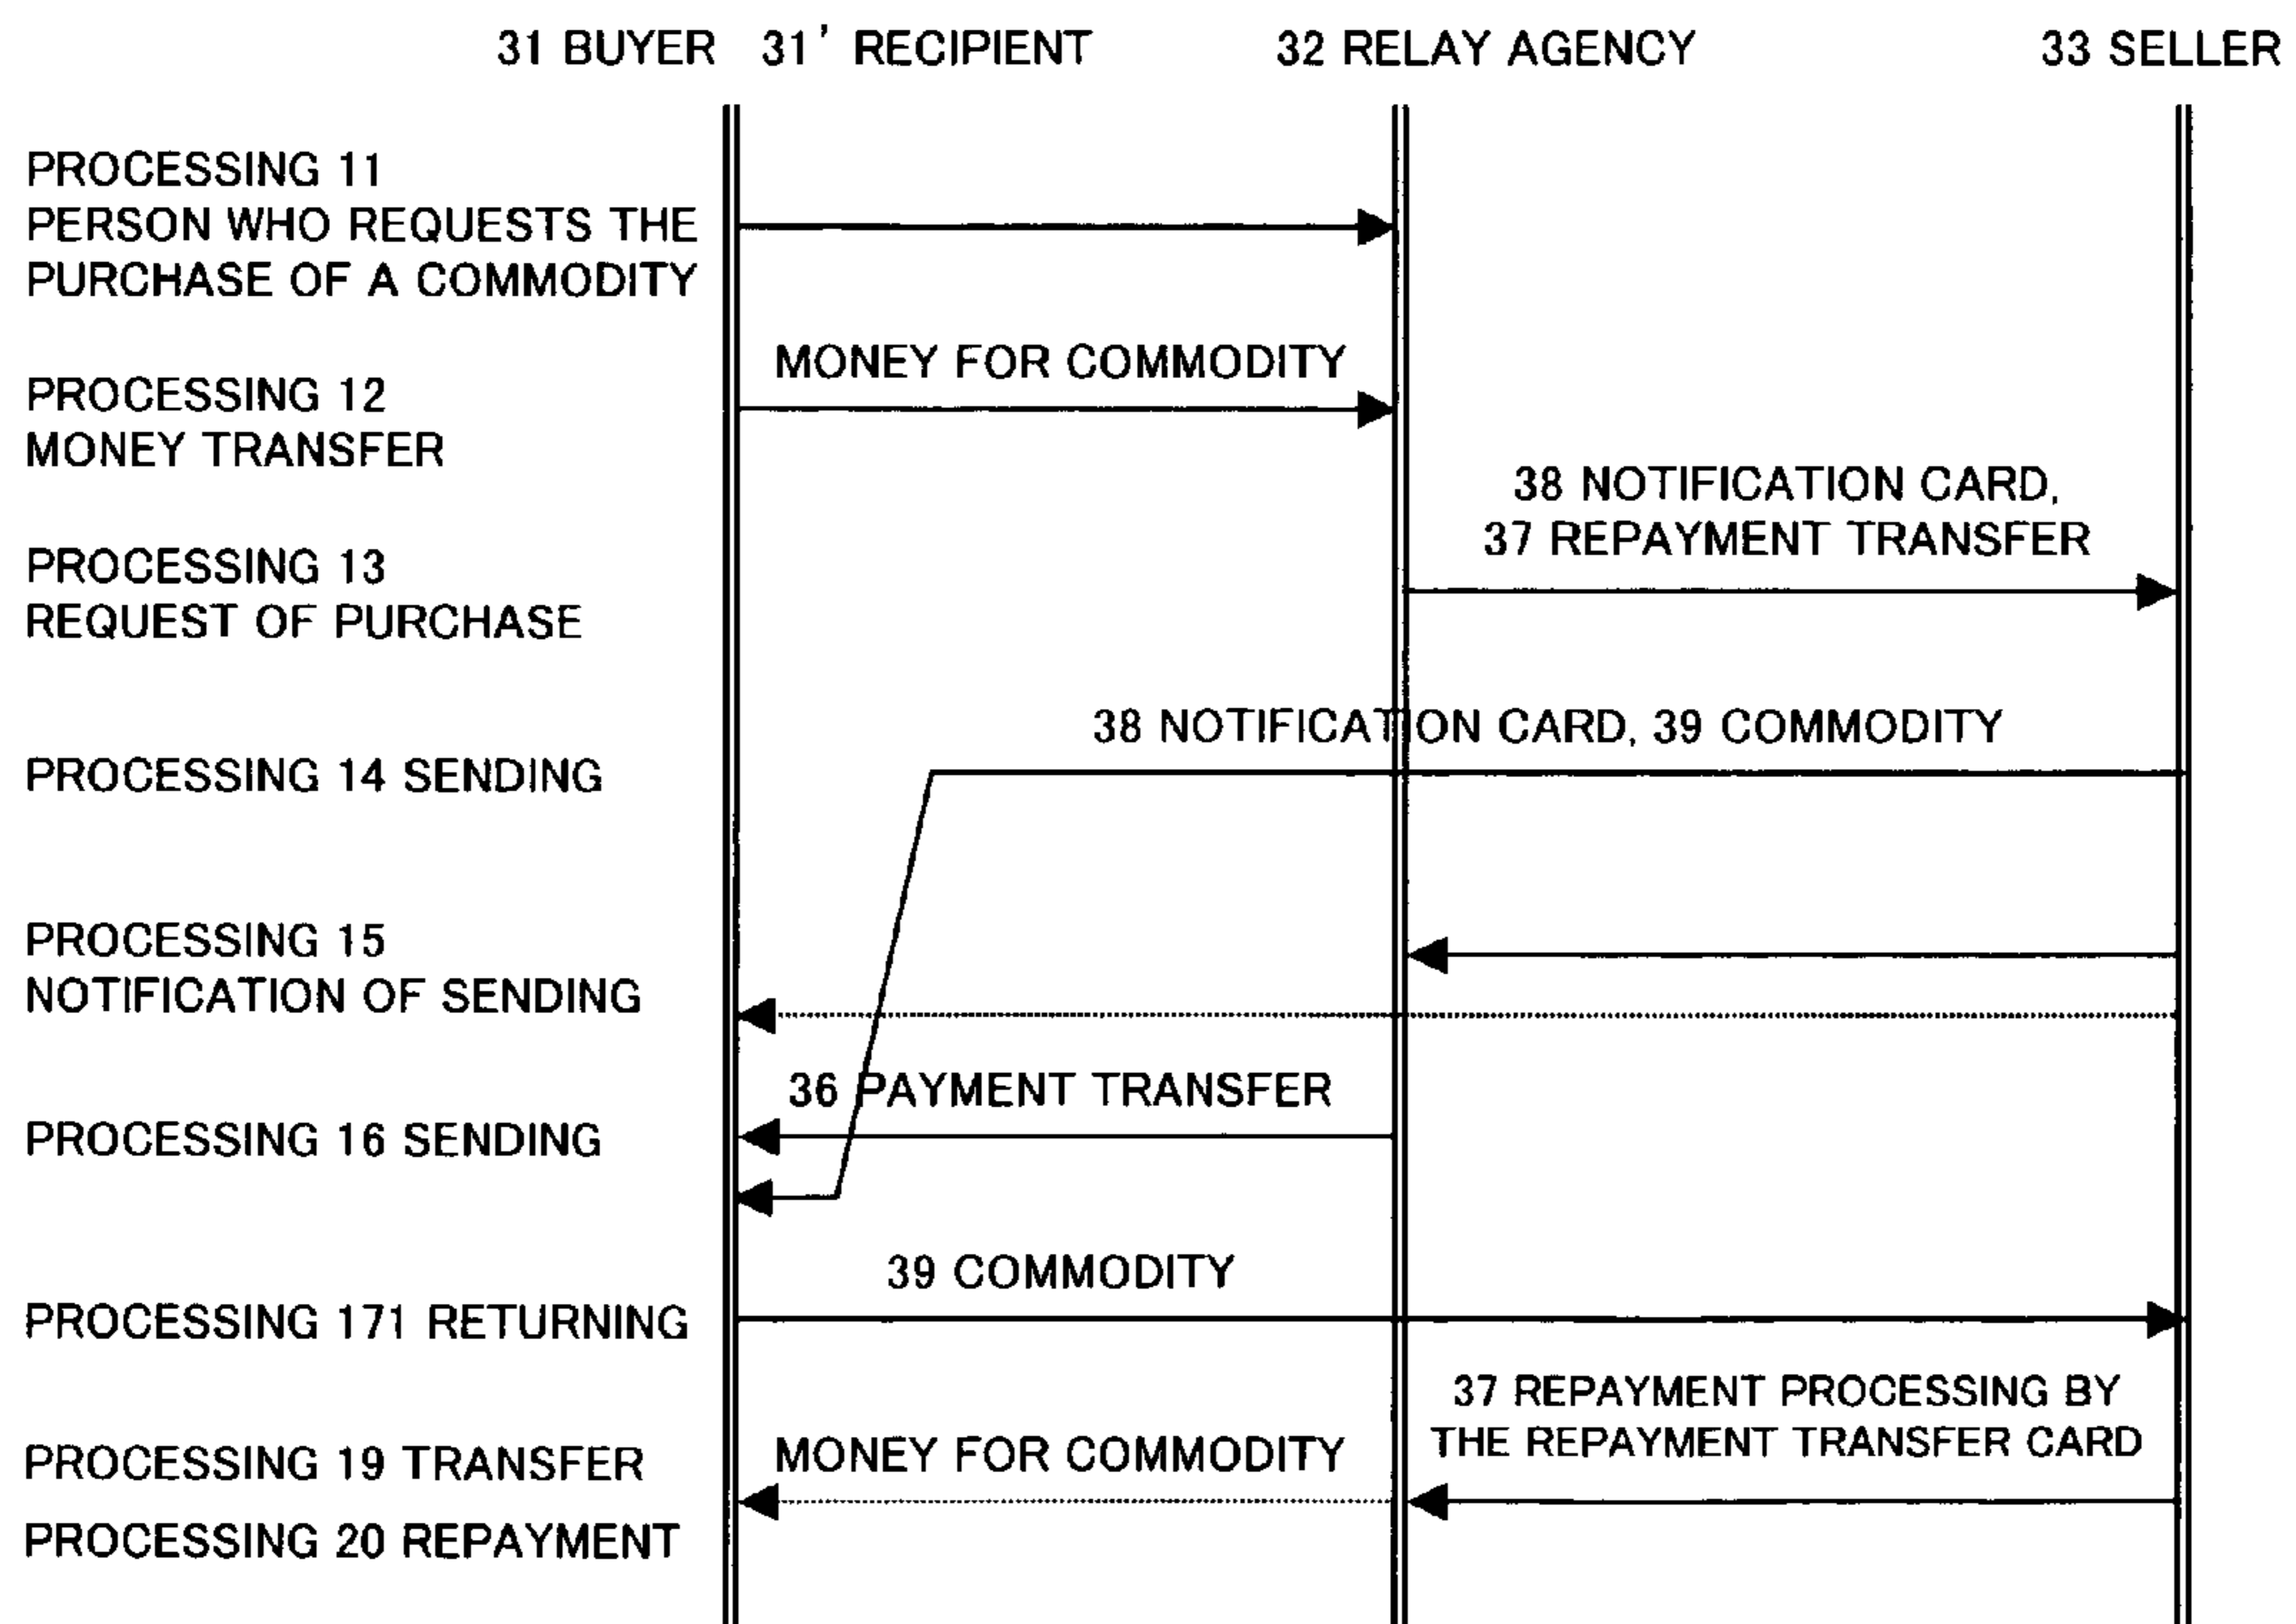 31 BUYER 31' RECIPIENT 32 RELAY AGENCY 33 SELLER
PROCESSING 11
PERSON WHO REQUESTS THE
PURCHASE OF A COMMODITY
MONEY FOR COMMODITY
PROCESSING 12
MONEY TRANSFER
38 NOTIFICATION CARD,
37 REPAYMENT TRANSFER
PROCESSING 13
REQUEST OF PURCHASE
38 NOTIFICATION CARD, 39 COMMODITY
PROCESSING 14 SENDING
PROCESSING 15
NOTIFICATION OF SENDING
36 PAYMENT TRANSFER
PROCESSING 16 SENDING
39 COMMODITY
PROCESSING 171 RETURNING
37 REPAYMENT PROCESSING BY
THE REPAYMENT TRANSFER CARD
MONEY FOR COMMODITY
PROCESSING 19 TRANSFER
PROCESSING 20 REPAYMENT